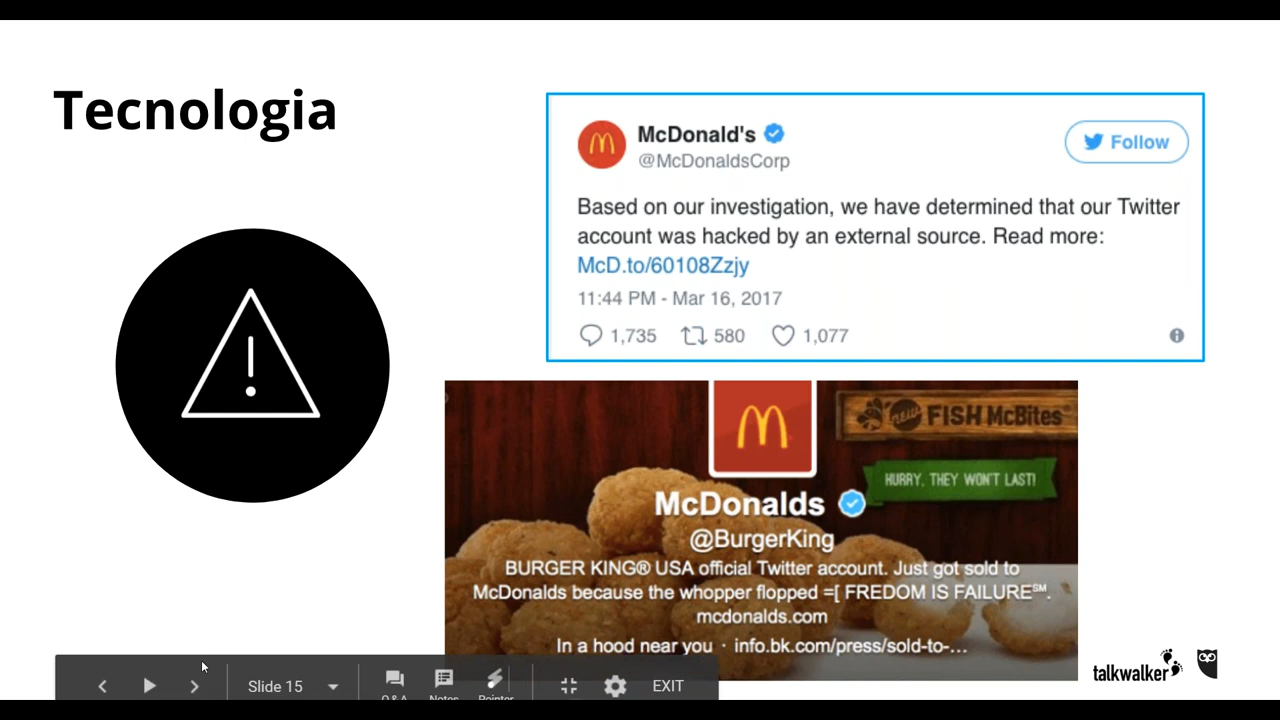 Tecnologia
McDonald's
@McDonaldsCorp
Follow
Based on our investigation, we have determined that our Twitter
account was hacked by an external source. Read more:
McD.to/60108Zzjy
11:44 PM - Mar 16, 2017
1,735 580 1,077
NEW FISH McBites
HURRY, THEY WON'T LAST!
McDonalds
@BurgerKing
BURGER KING® USA official Twitter account. Just got sold to
McDonalds because the whopper flopped =[ FREDOM IS FAILURE℠.
mcdonalds.com
In a hood near you · info.bk.com/press/sold-to-...
talkwalker
Slide 15
Q & A
Notes
Pointer
EXIT